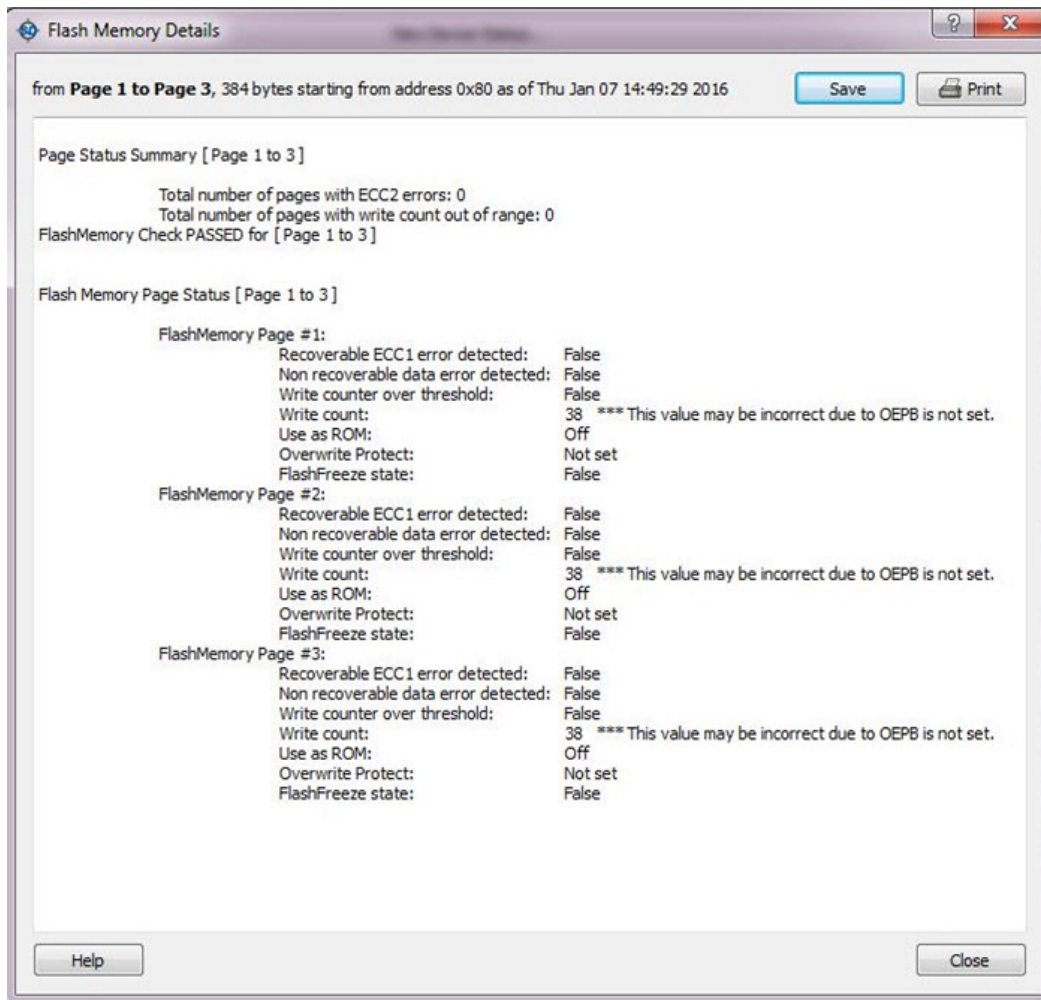 Flash Memory Details
from Page 1 to Page 3, 384 bytes starting from address 0x80 as of Thu Jan 07 14:49:29 2016
Save
Print
Page Status Summary [ Page 1 to 3 ]
Total number of pages with ECC2 errors: 0
Total number of pages with write count out of range: 0
FlashMemory Check PASSED for [ Page 1 to 3 ]
Flash Memory Page Status [ Page 1 to 3 ]
FlashMemory Page #1:
Recoverable ECC1 error detected: False
Non recoverable data error detected: False
Write counter over threshold: False
Write count: 38 *** This value may be incorrect due to OEPB is not set.
Use as ROM: Off
Overwrite Protect: Not set
FlashFreeze state: False
FlashMemory Page #2:
Recoverable ECC1 error detected: False
Non recoverable data error detected: False
Write counter over threshold: False
Write count: 38 *** This value may be incorrect due to OEPB is not set.
Use as ROM: Off
Overwrite Protect: Not set
FlashFreeze state: False
FlashMemory Page #3:
Recoverable ECC1 error detected: False
Non recoverable data error detected: False
Write counter over threshold: False
Write count: 38 *** This value may be incorrect due to OEPB is not set.
Use as ROM: Off
Overwrite Protect: Not set
FlashFreeze state: False
Help
Close